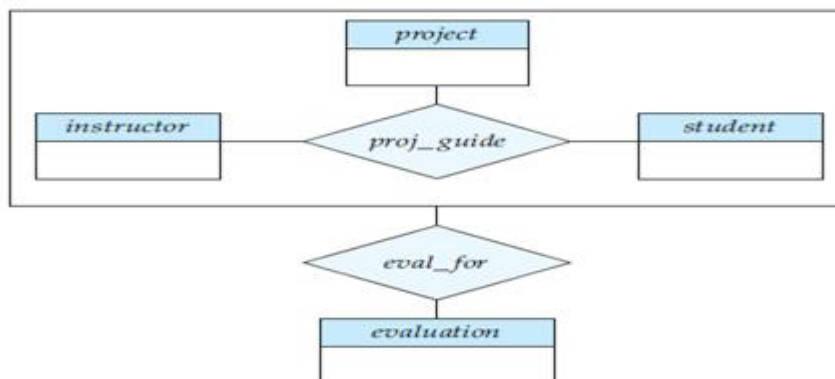 project
instructor
proj_guide
student
eval_for
evaluation